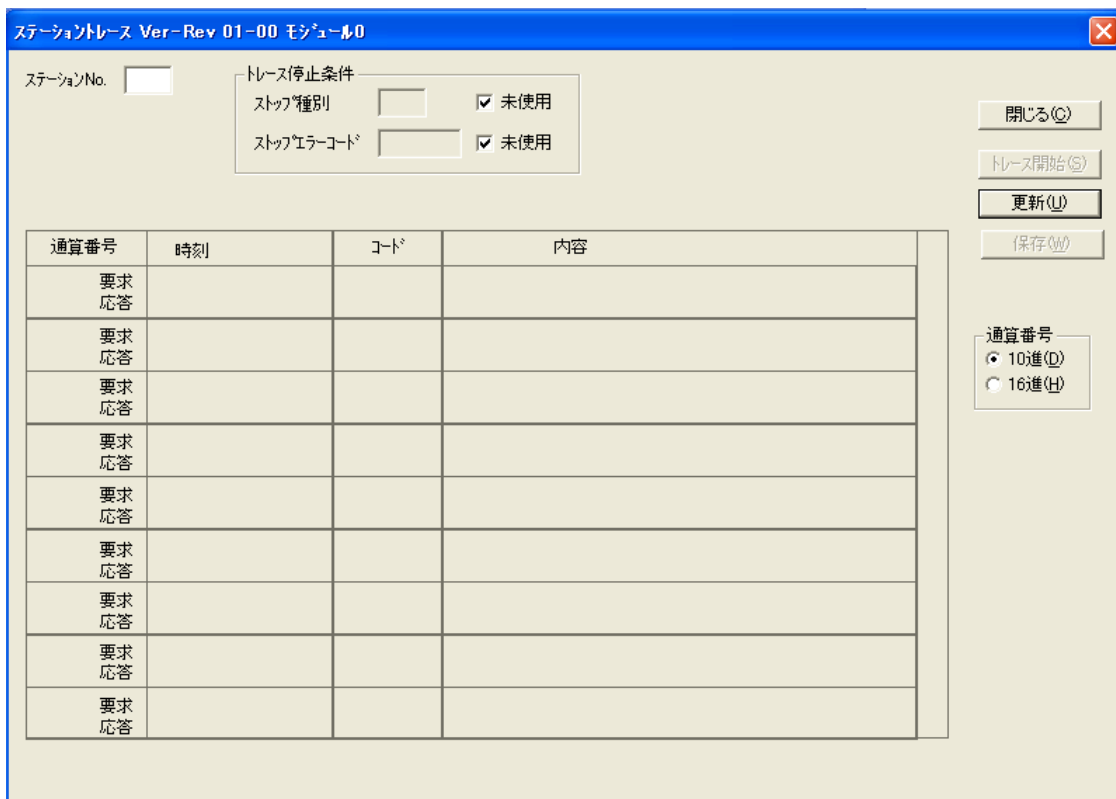 ステーショントレース Ver-Rev 01-00 モジュール0
ステーションNo.
トレース停止条件
ストップ種別
未使用
ストップエラーコード
未使用
閉じる(C)
トレース開始(S)
更新(U)
保存(W)
通算番号 時刻 コード 内容
要求
応答
要求
応答
要求
応答
要求
応答
要求
応答
要求
応答
要求
応答
要求
応答
要求
応答
通算番号
10進(D)
16進(H)